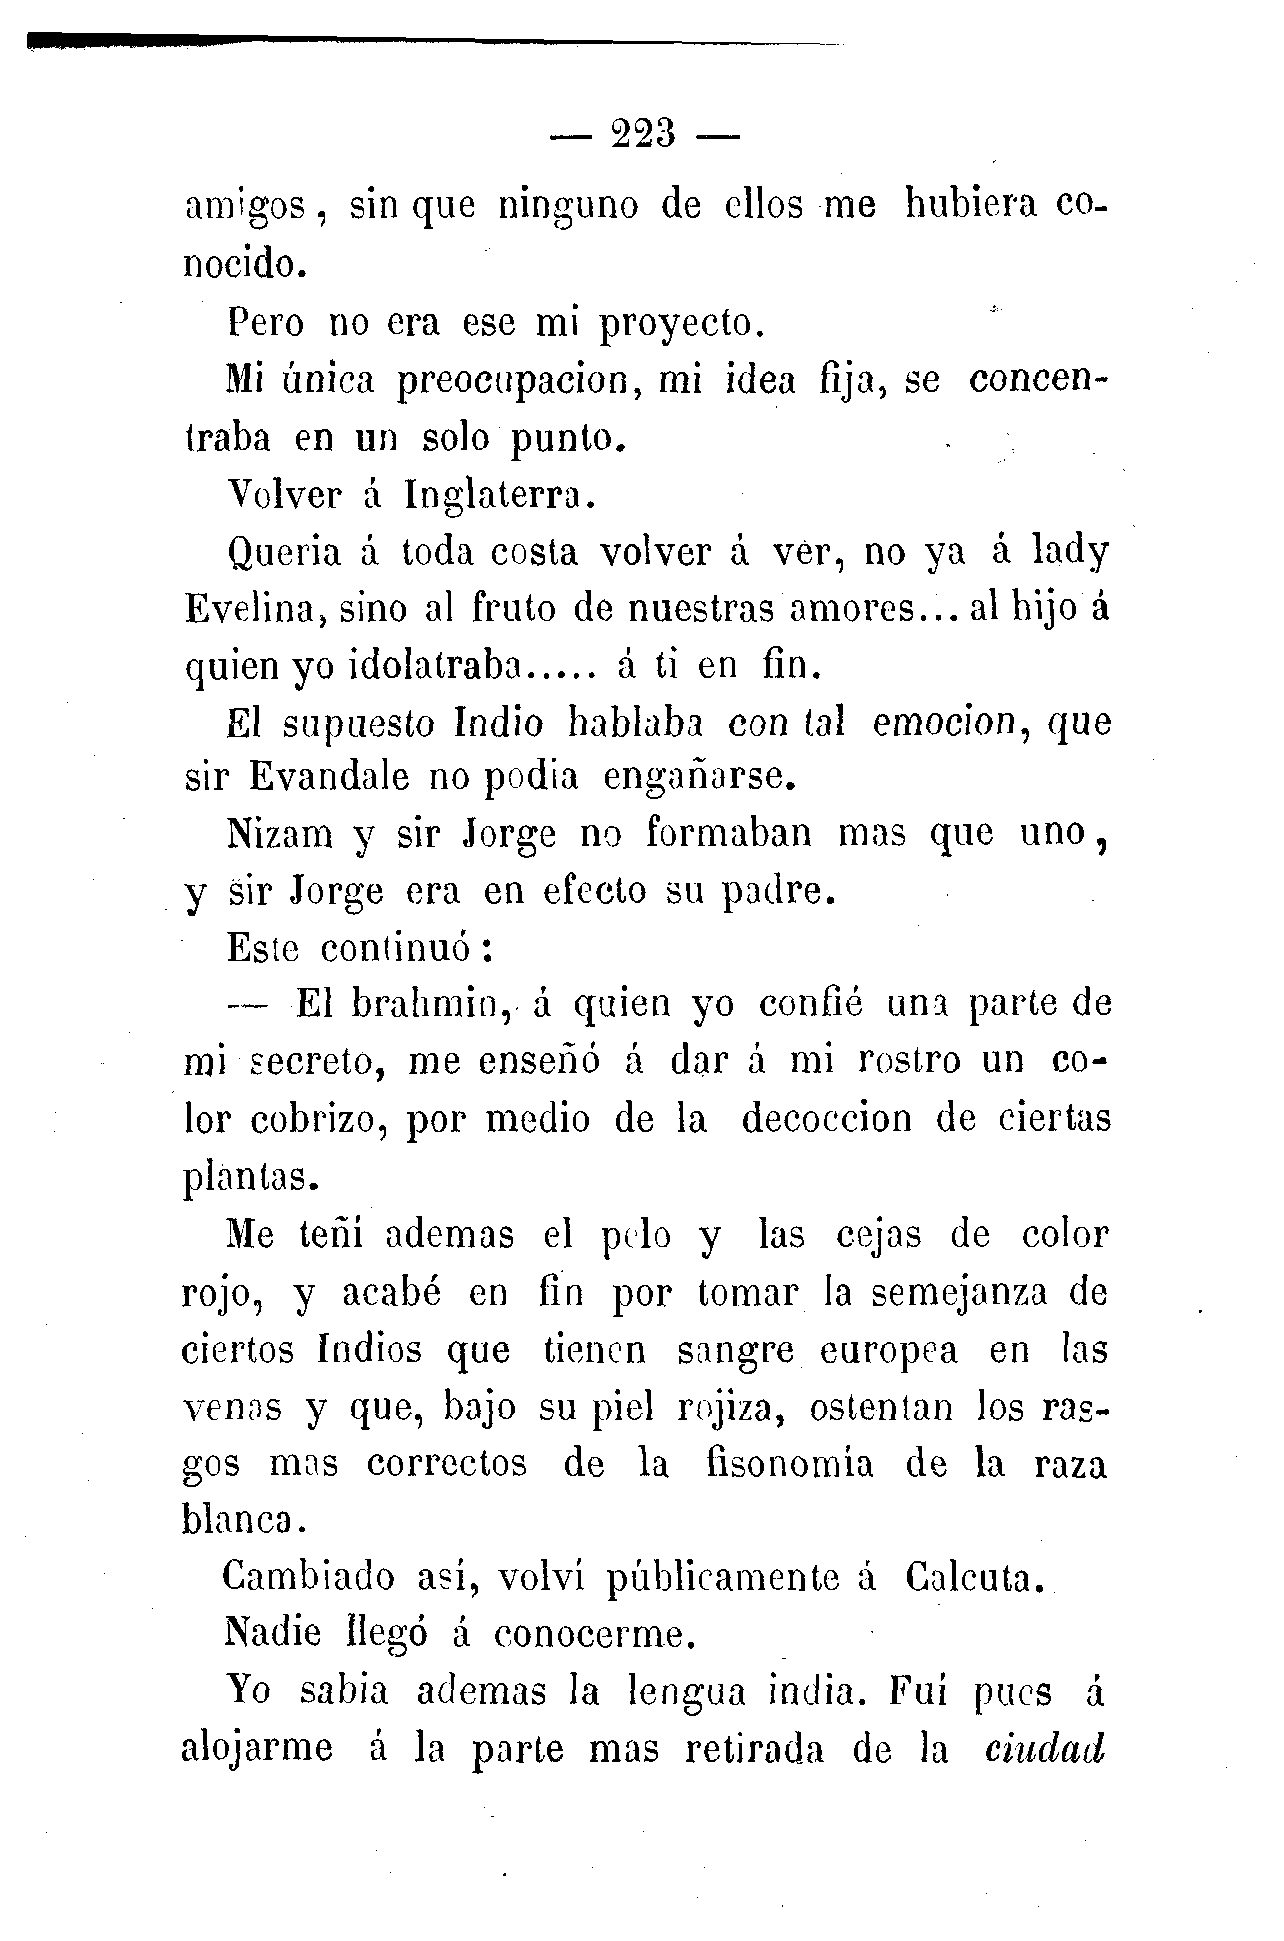 — 223 —
amigos, sin que ninguno de ellos me hubiera co-
nocido.
Pero no era ese mi proyecto.
Mi única preocupacion, mi idea fija, se concen-
traba en un solo punto.
Volver á Inglaterra.
Queria á toda costa volver á ver, no ya á lady
Evelina, sino al fruto de nuestras amores... al hijo á
quien yo idolatraba..... á ti en fin.
El supuesto Indio hablaba con tal emocion, que
sir Evandale no podia engañarse.
Nizam y sir Jorge no formaban mas que uno,
y sir Jorge era en efecto su padre.
Este continuó:
— El brahmin, á quien yo confié una parte de
mi secreto, me enseñó á dar á mi rostro un co-
lor cobrizo, por medio de la decoccion de ciertas
plantas.
Me teñí ademas el pelo y las cejas de color
rojo, y acabé en fin por tomar la semejanza de
ciertos Indios que tienen sangre europea en las
venas y que, bajo su piel rojiza, ostentan los ras-
gos mas correctos de la fisonomía de la raza
blanca.
Cambiado así, volví públicamente á Calcuta.
Nadie llegó á conocerme.
Yo sabia ademas la lengua india. Fuí pues á
alojarme á la parte mas retirada de la ciudad